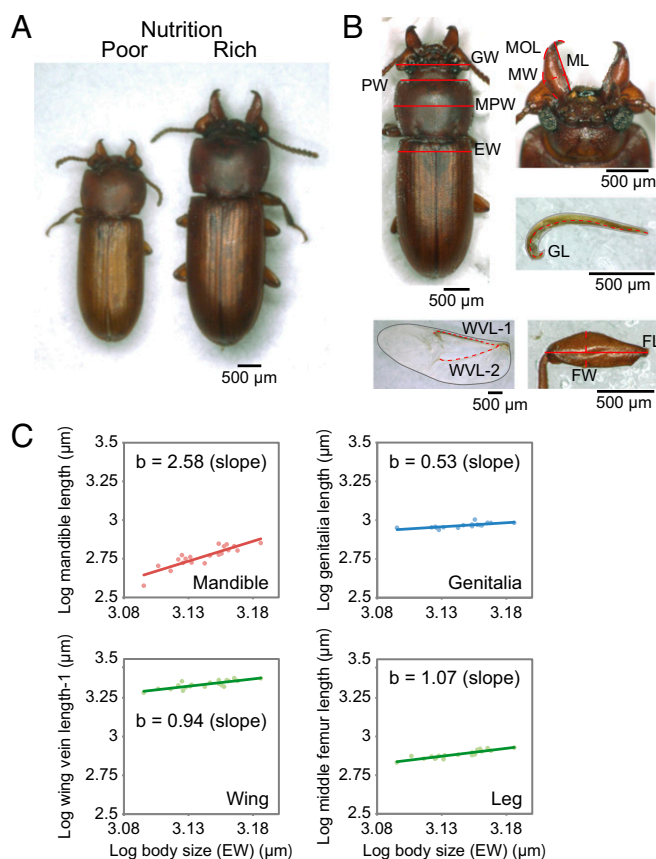 A
Nutrition
Poor Rich
500 µm
B
GW
PW
MPW
EW
500 µm
MOL
ML
MW
500 µm
GL
500 µm
WVL-1
WVL-2
500 µm
FL
FW
500 µm
C
Log mandible length (µm)
3.5
3.25
3
2.75
2.5
b = 2.58 (slope)
Mandible
3.08 3.13 3.18
Log genitalia length (µm)
3.5
3.25
3
2.75
2.5
b = 0.53 (slope)
Genitalia
3.08 3.13 3.18
Log wing vein length-1 (µm)
3.5
3.25
3
2.75
2.5
b = 0.94 (slope)
Wing
3.08 3.13 3.18
Log body size (EW) (µm)
Log middle femur length (µm)
3.5
3.25
3
2.75
2.5
b = 1.07 (slope)
Leg
3.08 3.13 3.18
Log body size (EW) (µm)